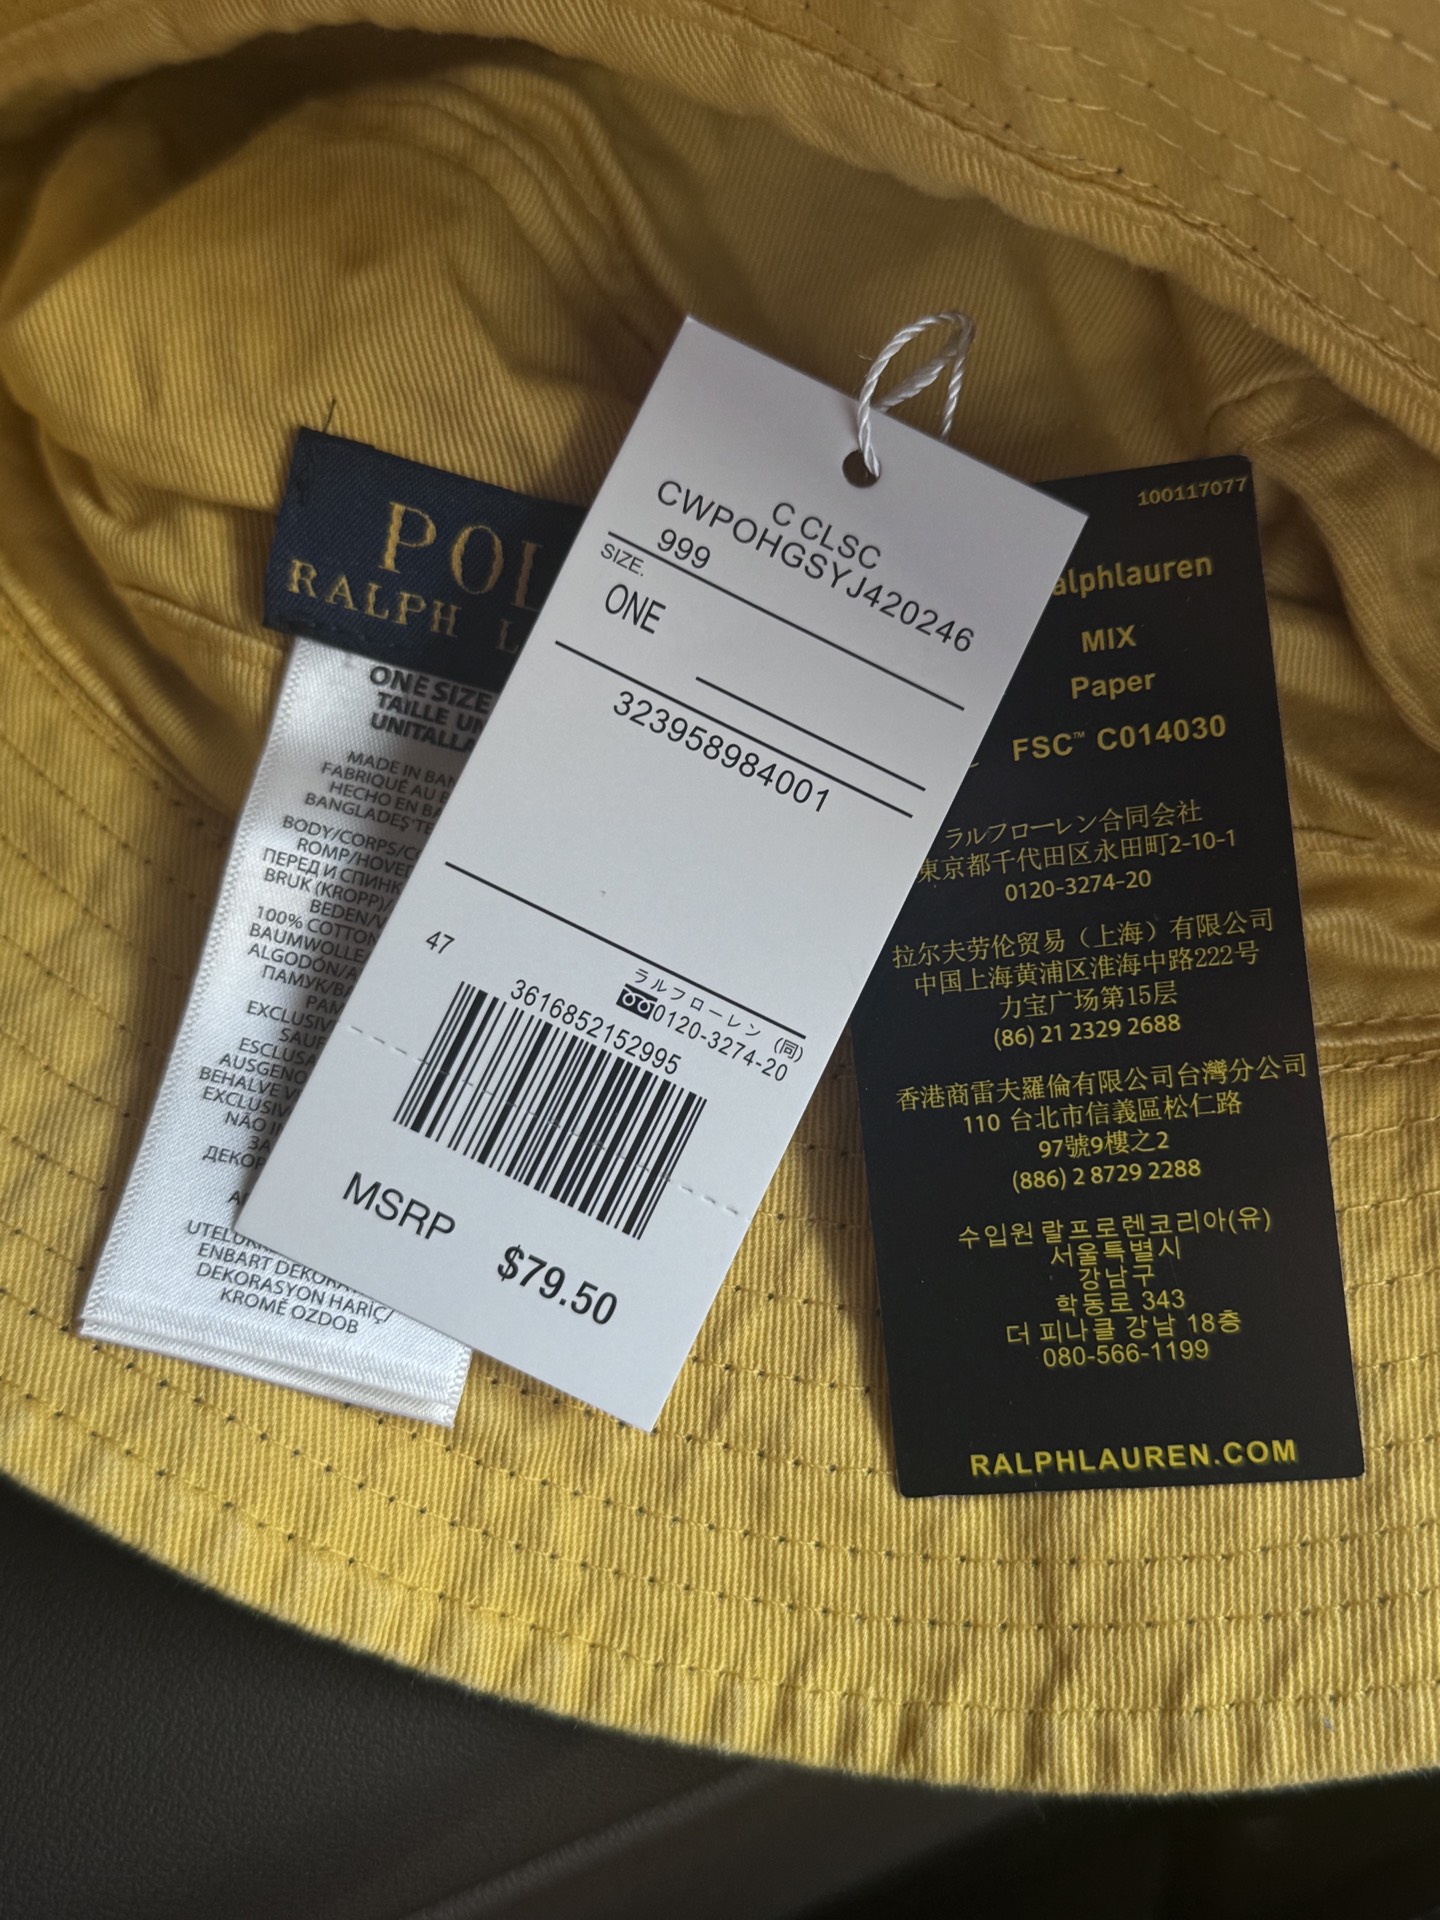 POL
RALPH L
ONE SIZE
TAILLE UN
UNITALLA
MADE IN BAN
FABRIQUÉ AU B
HECHO EN BA
BANGLADEŞ'TE
BODY/CORPS/C
ROMP/HOVED
ПЕРЕД И СПИНК
BRUK (KROPP)/
BEDEN/V
100% COTTON
BAUMWOLLE
ALGODÓN/A
ПАМУК/BA
PAM
EXCLUSIV
SAUF
ESCLUSA
AUSGENO
BEHALVE V
EXCLUSIV
NÃO I
ЗА
ДЕКОР
UTELUKK
ENBART DEKORA
DEKORASYON HARIÇ/
KROMĚ OZDOB
C CLSC
CWPOHGSYJ420246
999
SIZE.
ONE
323958984001
47
ラルフローレン (同)
0120-3274-20
3616852152995
MSRP
$79.50
100117077
alphlauren
MIX
Paper
FSC™ C014030
ラルフローレン合同会社
東京都千代田区永田町2-10-1
0120-3274-20
拉尔夫劳伦贸易（上海）有限公司
中国上海黄浦区淮海中路222号
力宝广场第15层
(86) 21 2329 2688
香港商雷夫羅倫有限公司台灣分公司
110 台北市信義區松仁路
97號9樓之2
(886) 2 8729 2288
수입원 랄프로렌코리아(유)
서울특별시
강남구
학동로 343
더 피나클 강남 18층
080-566-1199
RALPHLAUREN.COM